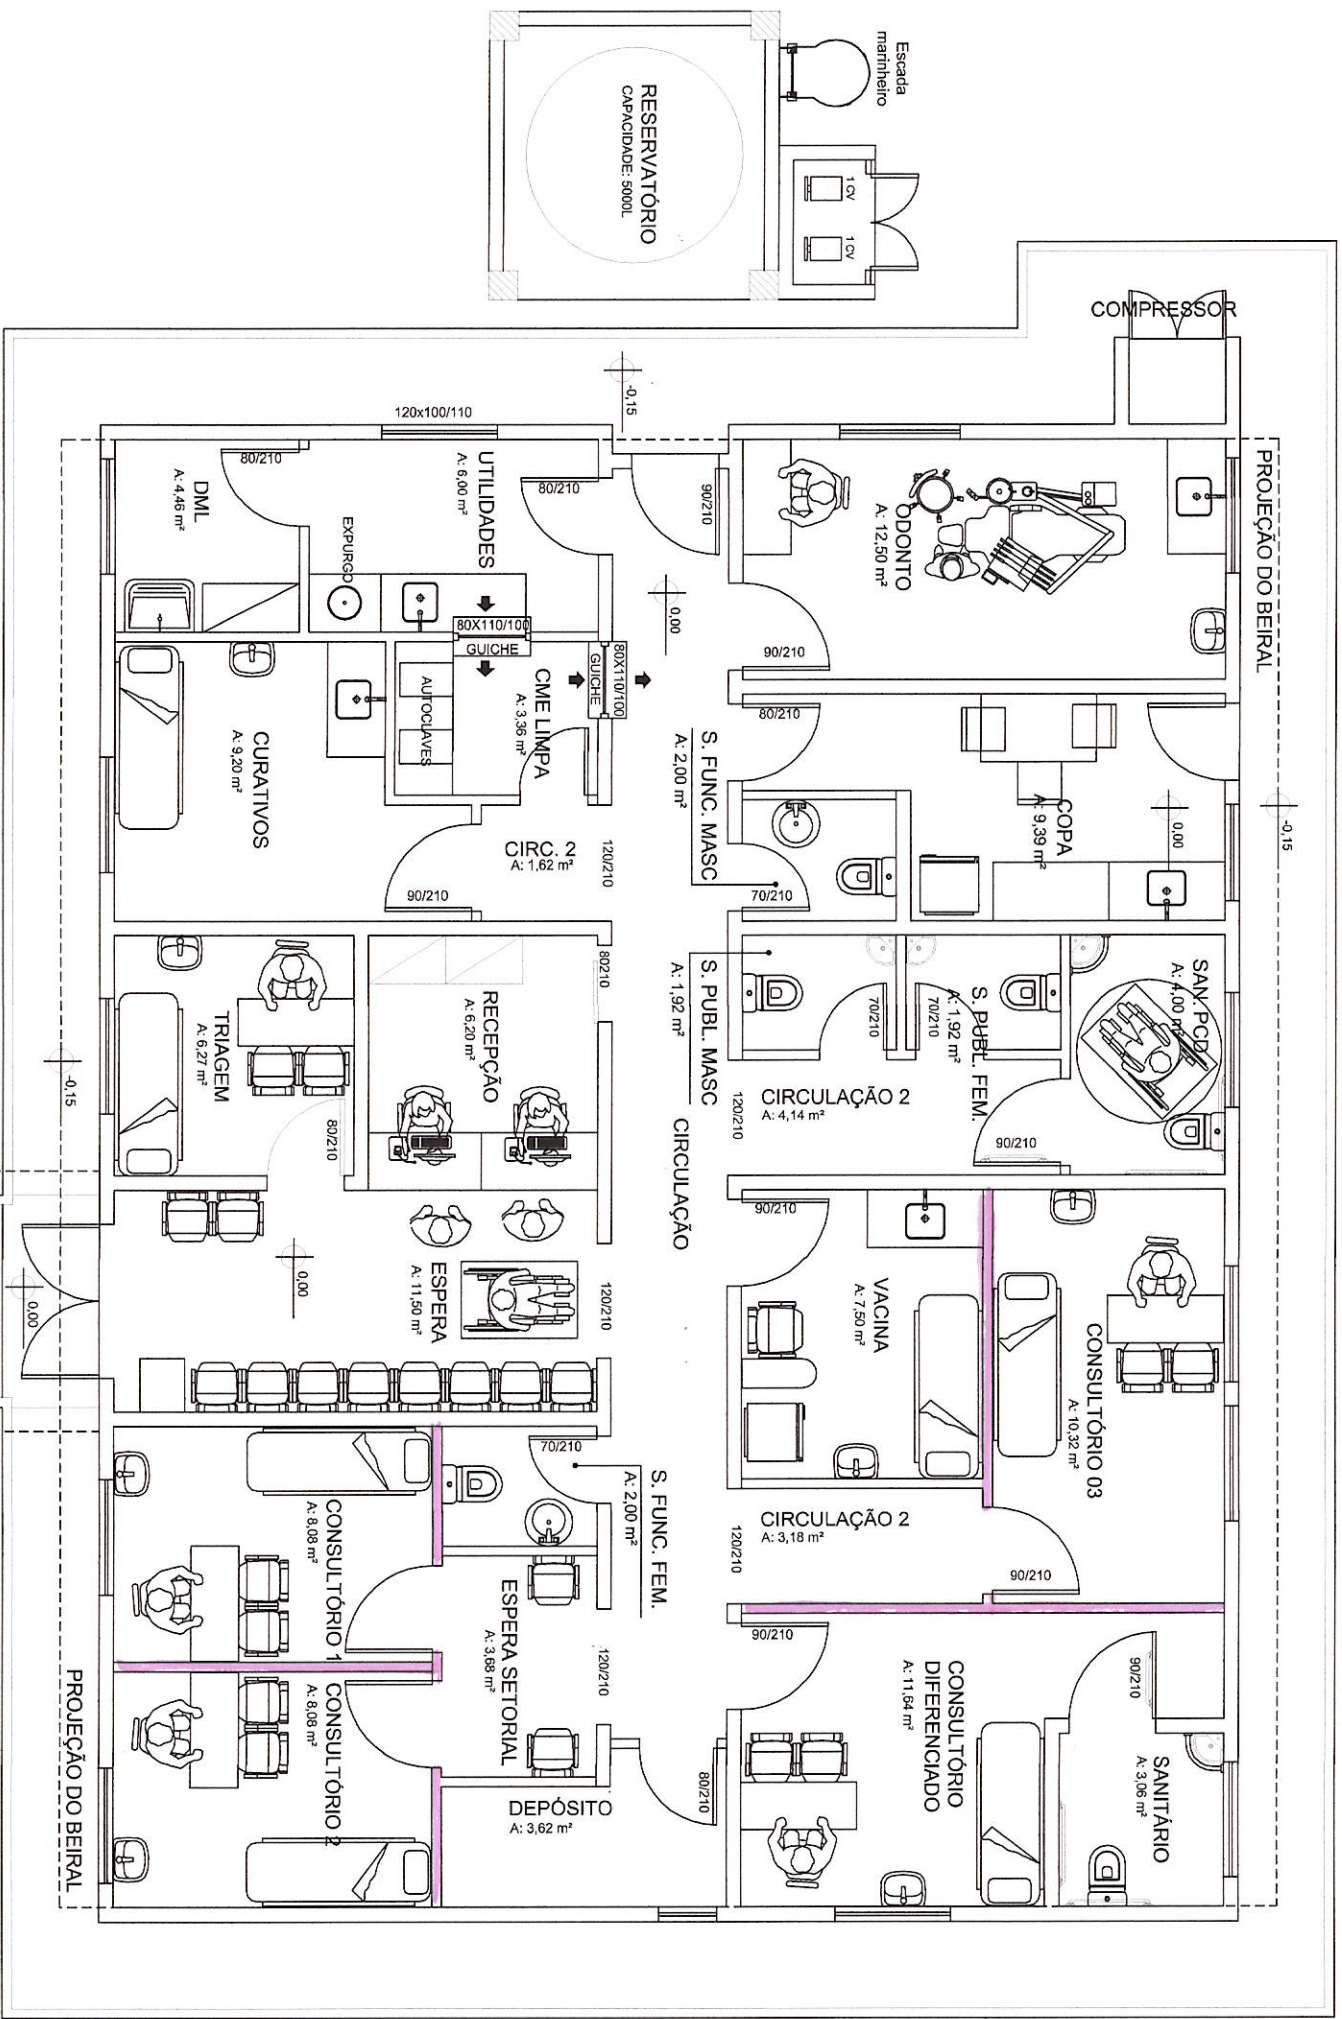 Escada
marinheiro
RESERVATÓRIO
CAPACIDADE: 5000L
1 CV
1 CV
COMPRESSOR
PROJEÇÃO DO BEIRAL
-0,15
120x100/110
80/210
DML
A: 4,46 m²
UTILIDADES
A: 6,00 m²
80/210
EXPURGO
90/210
0,00
ODONTO
A: 12,50 m²
90/210
80X110/100
GUICHE
80X110/100
GUICHE
CME LIMPA
A: 3,36 m²
AUTOCLAVES
CURATIVOS
A: 9,20 m²
90/210
CIRC. 2
A: 1,62 m²
120/210
80/210
S. FUNC. MASC
A: 2,00 m²
70/210
COPA
A: 9,39 m²
0,00
-0,15
TRIAGEM
A: 6,27 m²
80/210
RECEPÇÃO
A: 6,20 m²
80210
S. PUBL. MASC
A: 1,92 m²
70/210
70/210
S. PUBL. FEM.
A: 1,92 m²
SAN. PCD
A: 4,00 m²
90/210
CIRCULAÇÃO 2
A: 4,14 m²
120/210
CIRCULAÇÃO
-0,15
0,00
0,00
ESPERA
A: 11,50 m²
120/210
90/210
VACINA
A: 7,50 m²
CONSULTÓRIO 03
A: 10,32 m²
CIRCULAÇÃO 2
A: 3,18 m²
120/210
90/210
70/210
S. FUNC. FEM.
A: 2,00 m²
CONSULTÓRIO 1
A: 8,08 m²
CONSULTÓRIO 2
A: 8,08 m²
ESPERA SETORIAL
A: 3,68 m²
120/210
DEPÓSITO
A: 3,62 m²
80/210
90/210
CONSULTÓRIO
DIFERENCIADO
A: 11,64 m²
90/210
SANITÁRIO
A: 3,06 m²
PROJEÇÃO DO BEIRAL